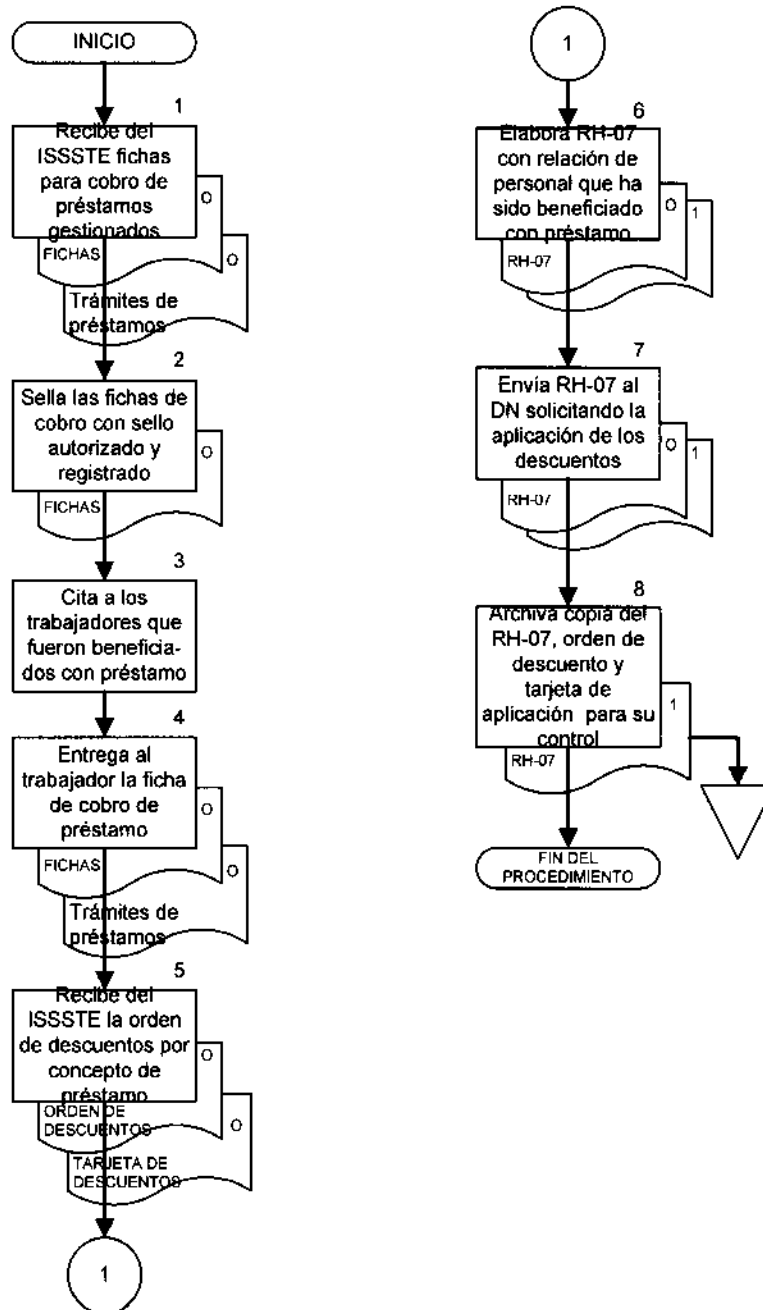 INICIO
1
Recibe del
ISSSTE fichas
para cobro de
préstamos
gestionados
O
FICHAS
O
Trámites de
préstamos
2
Sella las fichas de
cobro con sello
autorizado y
registrado
O
FICHAS
3
Cita a los
trabajadores que
fueron beneficia-
dos con préstamo
4
Entrega al
trabajador la ficha
de cobro de
préstamo
O
FICHAS
O
Trámites de
préstamos
5
Recibe del
ISSSTE la orden
de descuentos por
concepto de
préstamo
O
ORDEN DE
DESCUENTOS
O
TARJETA DE
DESCUENTOS
1
1
6
Elabora RH-07
con relación de
personal que ha
sido beneficiado
con préstamo
O
1
RH-07
7
Envía RH-07 al
DN solicitando la
aplicación de los
descuentos
O
1
RH-07
8
Archiva copia del
RH-07, orden de
descuento y
tarjeta de
aplicación para su
control
1
RH-07
FIN DEL
PROCEDIMIENTO